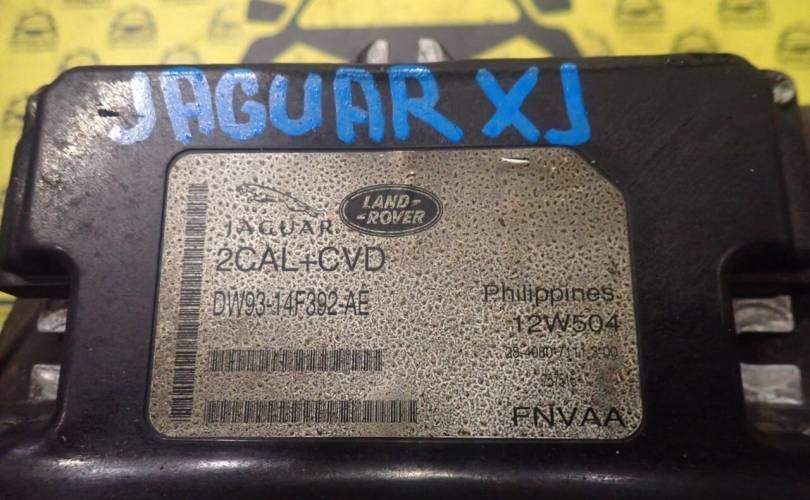 JAGUAR XJ
JAGUAR
LAND-
-ROVER
2CAL+CVD
DW93-14F392-AE
Philippines
12W504
FNVAA